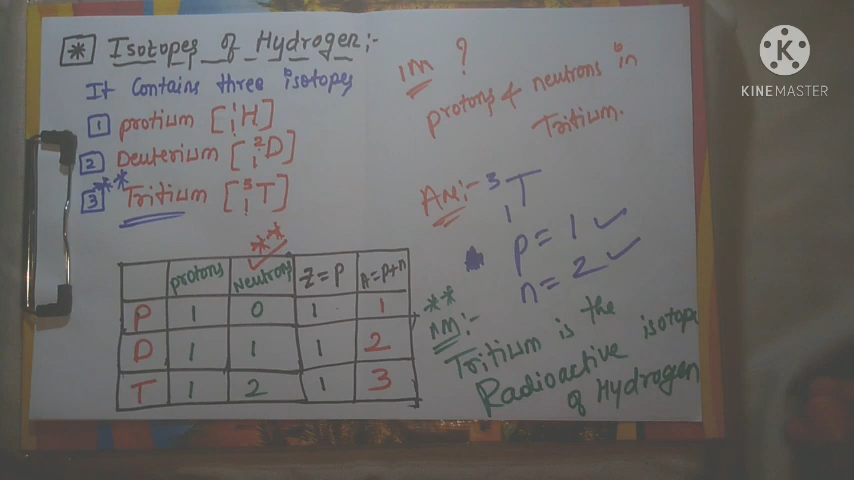 * Isotopes of Hydrogen:-
It Contains three isotopes
1 protium [¹₁H]
2 Deuterium [²₁D]
3 ** Tritium [³₁T]
**
protons Neutrons Z=P A=P+n
P 1 0 1 1
D 1 1 1 2
T 1 2 1 3
1M ?
protons & neutrons in
Tritium.
Ans:- ³₁T
P = 1 ✓
n = 2 ✓
**
1M:-
Tritium is the
Radioactive isotope
of Hydrogen
K
KINEMASTER